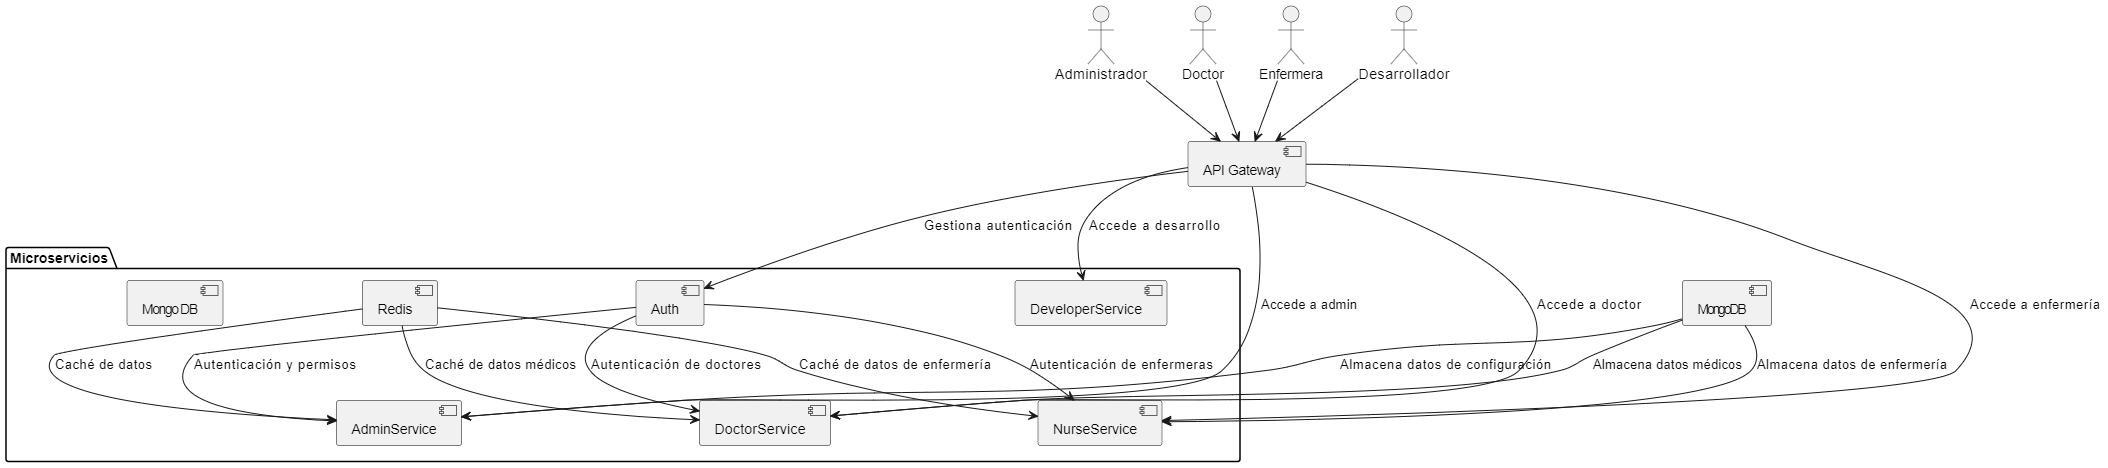 Administrador
Doctor
Enfermera
Desarrollador
API Gateway
Gestiona autenticación
Accede a desarrollo
Microservicios
MongoDB
Redis
Auth
DeveloperService
Accede a admin
Accede a doctor
MongoDB
Accede a enfermería
Caché de datos
Autenticación y permisos
Caché de datos médicos
Autenticación de doctores
Caché de datos de enfermería
Autenticación de enfermeras
Almacena datos de configuración
Almacena datos médicos
Almacena datos de enfermería
AdminService
DoctorService
NurseService